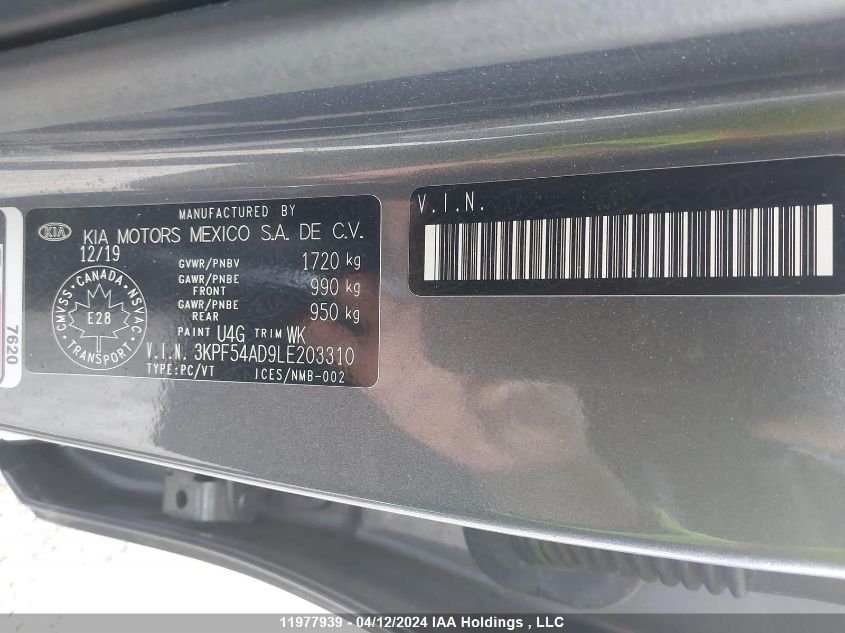 MANUFACTURED BY
KIA KIA MOTORS MEXICO S.A. DE C.V.
12/19
GVWR/PNBV 1720 kg
GAWR/PNBE FRONT 990 kg
GAWR/PNBE REAR 950 kg
CMVSS · CANADA · NSVAC
E28
TRANSPORT
PAINT U4G TRIM WK
V.I.N. 3KPF54AD9LE203310
TYPE:PC/VT ICES/NMB-002
V.I.N.
7620
11977939 - 04/12/2024 IAA Holdings , LLC